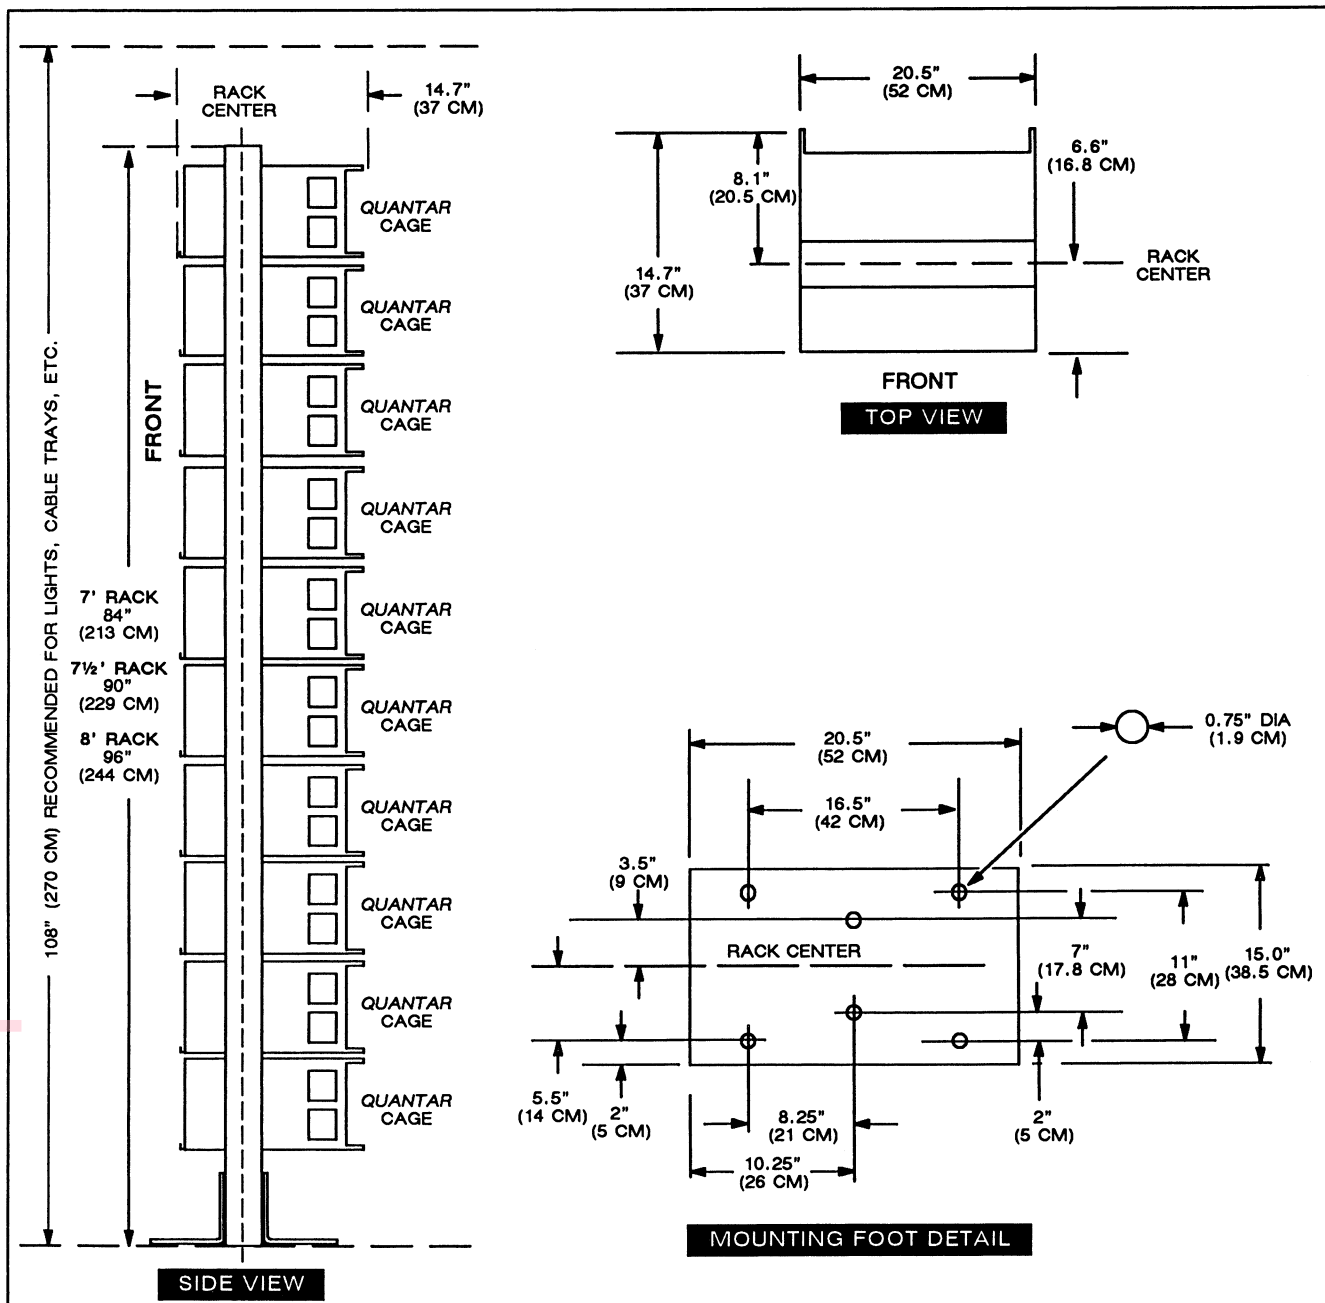 RACK
CENTER
14.7"
(37 CM)
QUANTAR
CAGE
QUANTAR
CAGE
QUANTAR
CAGE
QUANTAR
CAGE
QUANTAR
CAGE
QUANTAR
CAGE
QUANTAR
CAGE
QUANTAR
CAGE
QUANTAR
CAGE
QUANTAR
CAGE
FRONT
108" (270 CM) RECOMMENDED FOR LIGHTS, CABLE TRAYS, ETC.
7' RACK
84"
(213 CM)
7½' RACK
90"
(229 CM)
8' RACK
96"
(244 CM)
SIDE VIEW
20.5"
(52 CM)
6.6"
(16.8 CM)
8.1"
(20.5 CM)
14.7"
(37 CM)
RACK
CENTER
FRONT
TOP VIEW
0.75" DIA
(1.9 CM)
20.5"
(52 CM)
16.5"
(42 CM)
3.5"
(9 CM)
RACK CENTER
7"
(17.8 CM)
11"
(28 CM)
15.0"
(38.5 CM)
5.5"
(14 CM)
2"
(5 CM)
8.25"
(21 CM)
2"
(5 CM)
10.25"
(26 CM)
MOUNTING FOOT DETAIL